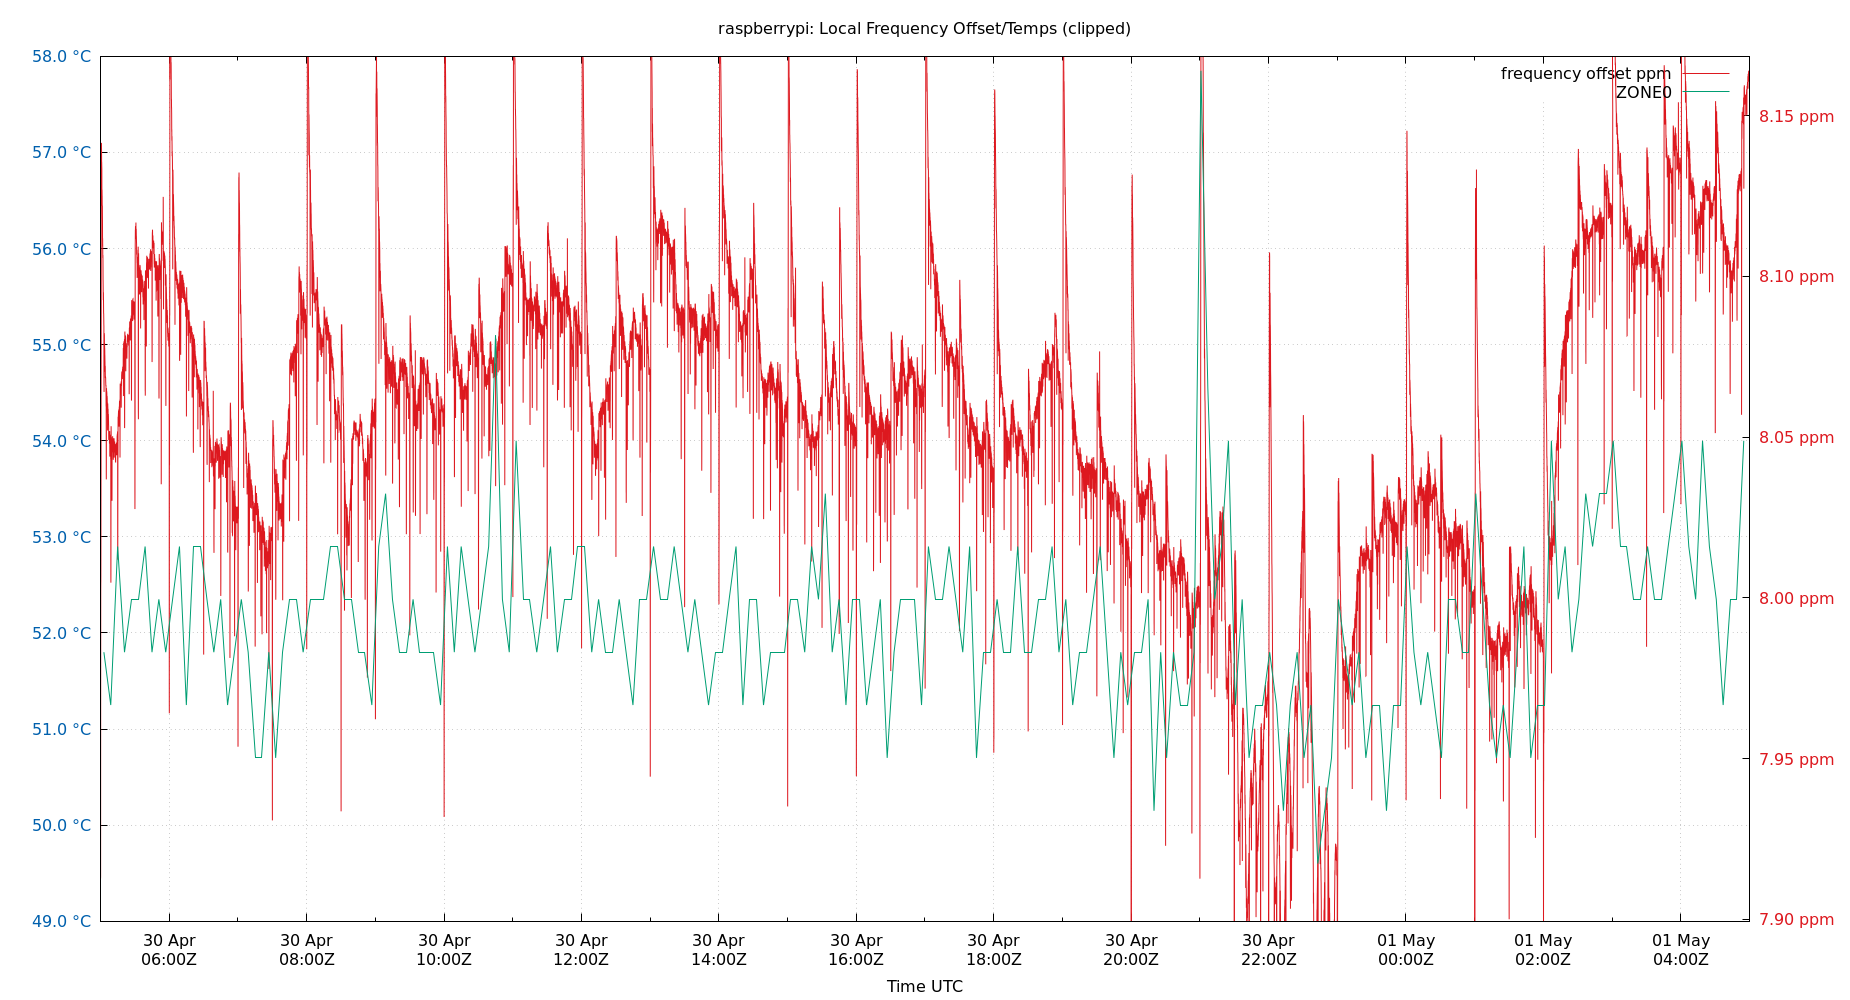 raspberrypi: Local Frequency Offset/Temps (clipped)
frequency offset ppm
ZONE0
58.0 °C
57.0 °C
56.0 °C
55.0 °C
54.0 °C
53.0 °C
52.0 °C
51.0 °C
50.0 °C
49.0 °C
8.15 ppm
8.10 ppm
8.05 ppm
8.00 ppm
7.95 ppm
7.90 ppm
30 Apr 30 Apr 30 Apr 30 Apr 30 Apr 30 Apr 30 Apr 30 Apr 30 Apr 01 May 01 May 01 May
06:00Z 08:00Z 10:00Z 12:00Z 14:00Z 16:00Z 18:00Z 20:00Z 22:00Z 00:00Z 02:00Z 04:00Z
Time UTC